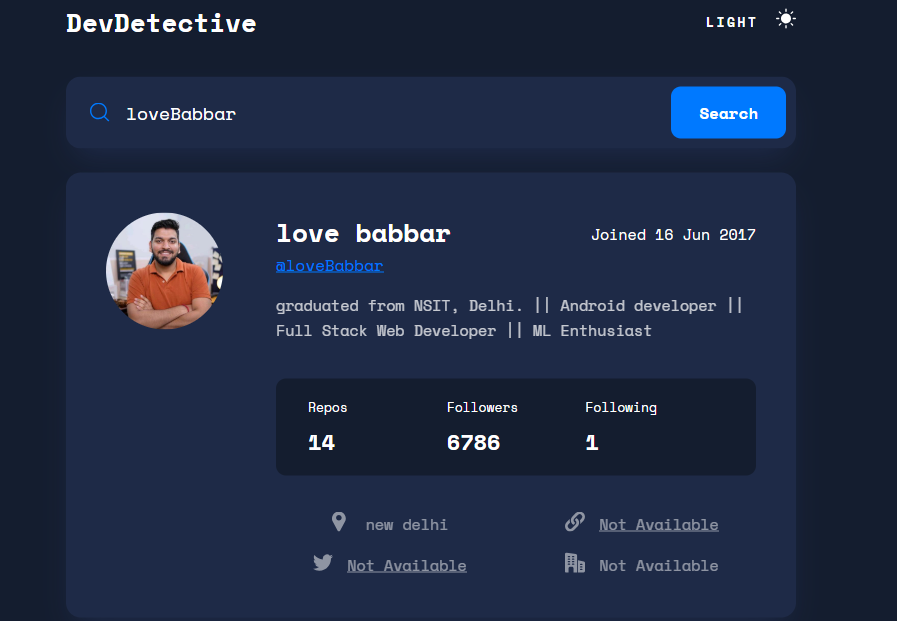 DevDetective
LIGHT
loveBabbar
Search
love babbar
Joined 16 Jun 2017
@loveBabbar
graduated from NSIT, Delhi. || Android developer ||
Full Stack Web Developer || ML Enthusiast
Repos Followers Following
14 6786 1
new delhi Not Available
Not Available Not Available